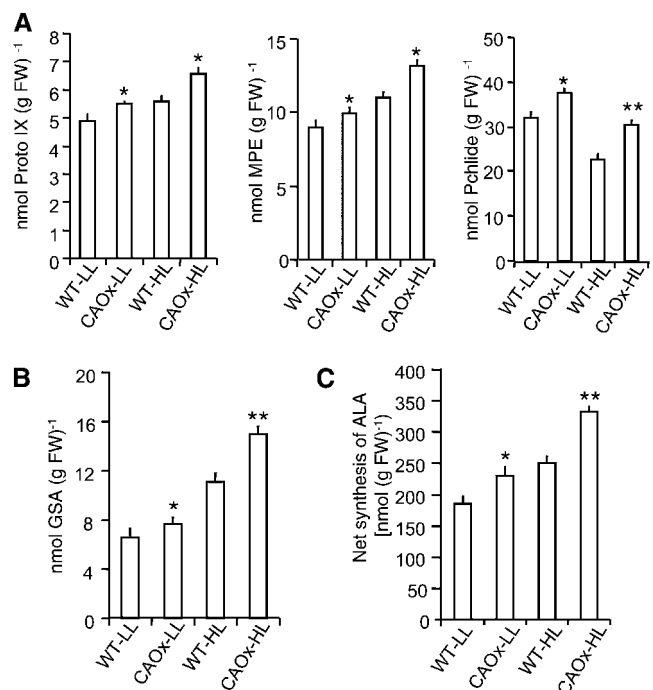 A
nmol Proto IX (g FW) -1
8
7
6
5
4
3
2
1
0
*
*
WT-LL
CAOx-LL
WT-HL
CAOx-HL
nmol MPE (g FW) -1
15
10
5
0
*
*
WT-LL
CAOx-LL
WT-HL
CAOx-HL
nmol Pchlide (g FW) -1
50
40
30
20
10
0
*
**
WT-LL
CAOx-LL
WT-HL
CAOx-HL
B
nmol GSA (g FW)-1
20
16
12
8
4
0
*
**
WT-LL
CAOx-LL
WT-HL
CAOx-HL
C
Net synthesis of ALA
[nmol (g FW)-1]
400
350
300
250
200
150
100
50
0
*
**
WT-LL
CAOx-LL
WT-HL
CAOx-HL